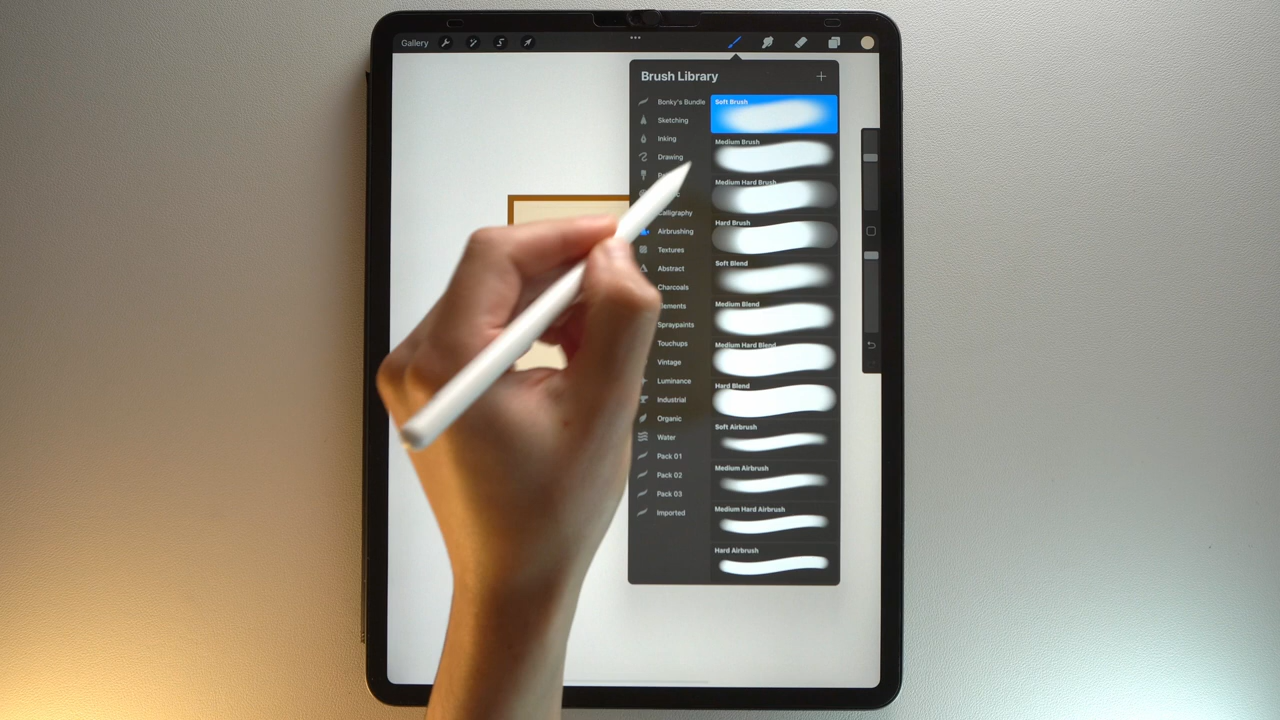 Gallery
Brush Library
Bonky's Bundle
Sketching
Inking
Drawing
Calligraphy
Airbrushing
Textures
Abstract
Charcoals
Elements
Spraypaints
Touchups
Vintage
Luminance
Industrial
Organic
Water
Pack 01
Pack 02
Pack 03
Imported
Soft Brush
Medium Brush
Medium Hard Brush
Hard Brush
Soft Blend
Medium Blend
Medium Hard Blend
Hard Blend
Soft Airbrush
Medium Airbrush
Medium Hard Airbrush
Hard Airbrush